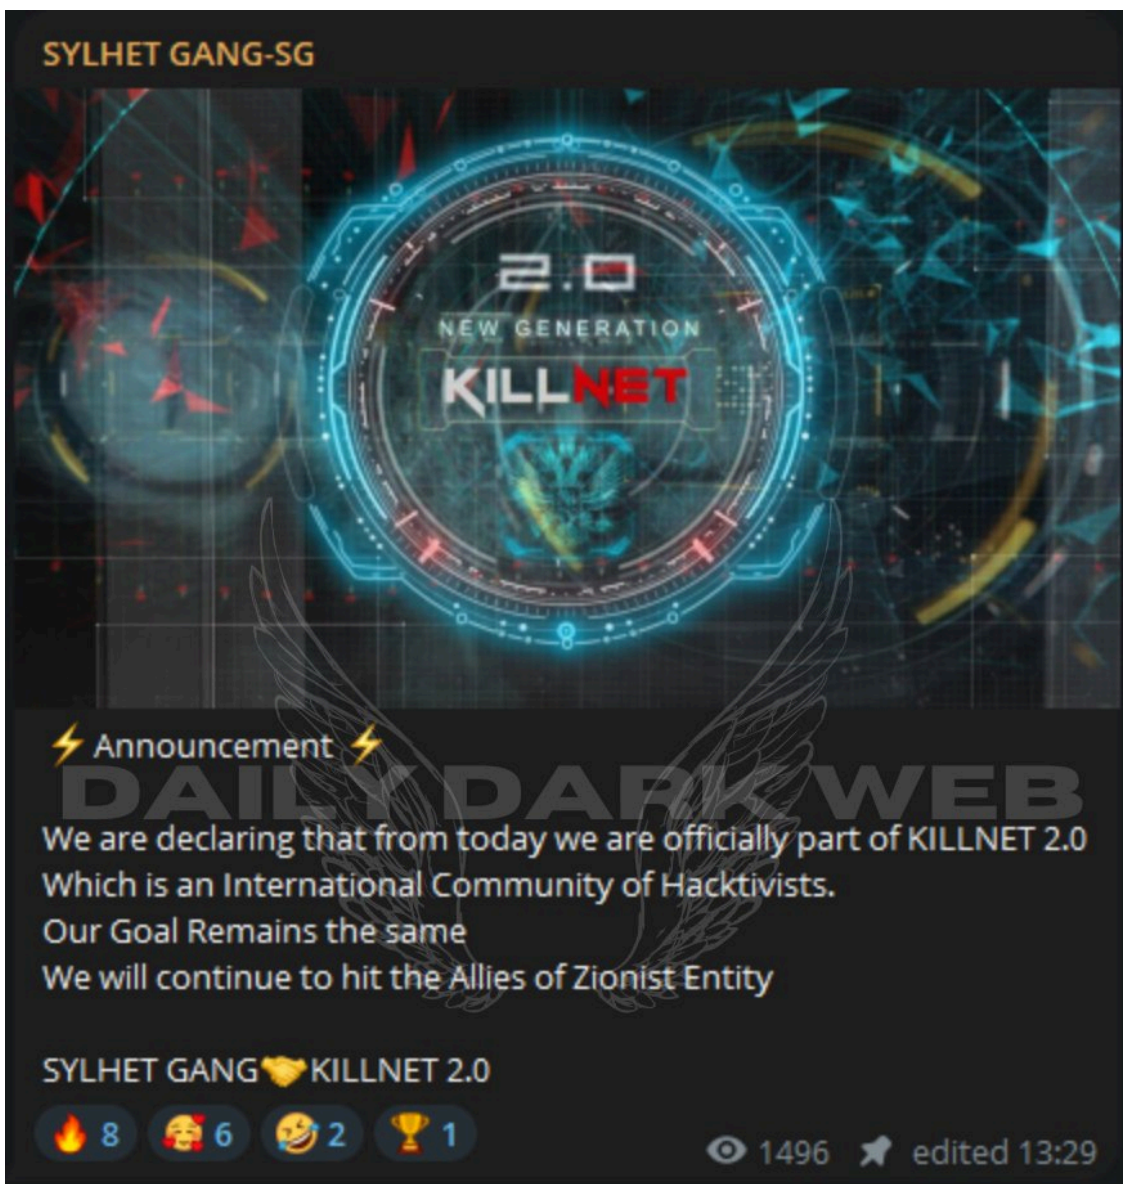 SYLHET GANG-SG
2.0
NEW GENERATION
KILLNET
⚡ Announcement ⚡
DAILY DARK WEB
We are declaring that from today we are officially part of KILLNET 2.0
Which is an International Community of Hacktivists.
Our Goal Remains the same
We will continue to hit the Allies of Zionist Entity
SYLHET GANG🤝KILLNET 2.0
🔥 8 🥰 6 🤣 2 🏆 1
1496 edited 13:29